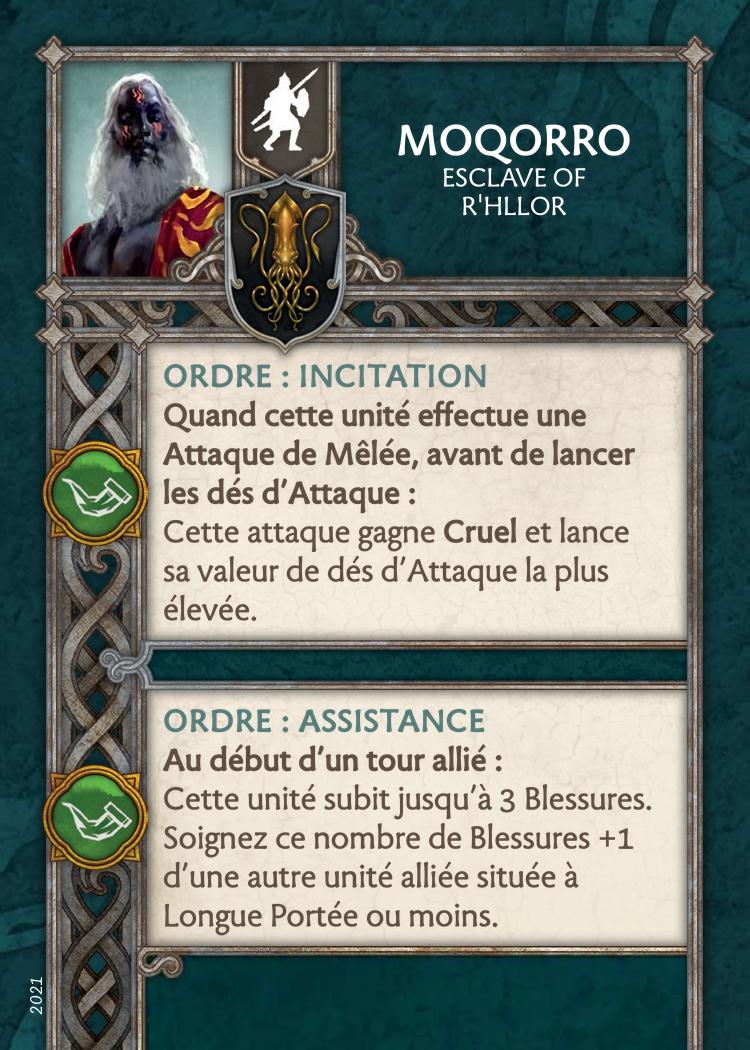 MOQORRO
ESCLAVE OF
R'HLLOR
ORDRE : INCITATION
Quand cette unité effectue une
Attaque de Mêlée, avant de lancer
les dés d’Attaque :
Cette attaque gagne Cruel et lance
sa valeur de dés d’Attaque la plus
élevée.
ORDRE : ASSISTANCE
Au début d’un tour allié :
Cette unité subit jusqu’à 3 Blessures.
Soignez ce nombre de Blessures +1
d’une autre unité alliée située à
Longue Portée ou moins.
2021